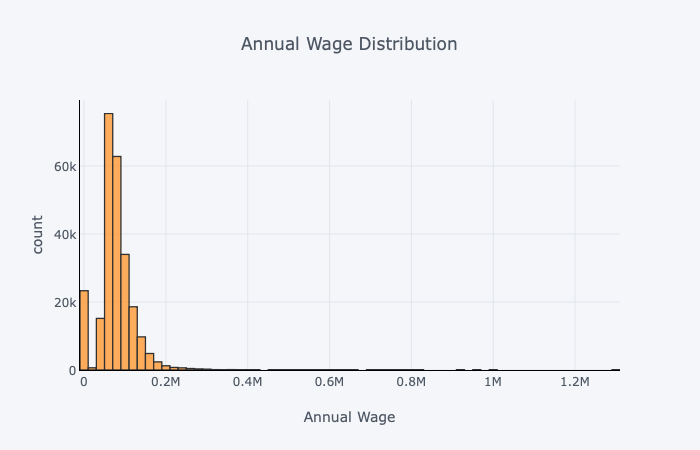 Annual Wage Distribution
60k
40k
20k
0
count
0 0.2M 0.4M 0.6M 0.8M 1M 1.2M
Annual Wage